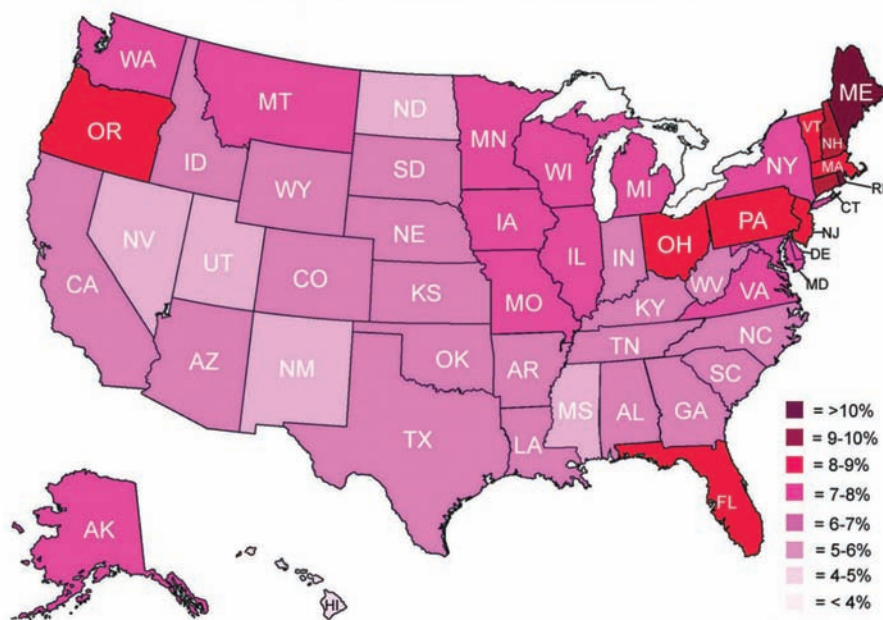 WA
MT
ND
MN
ME
OR
ID
SD
WI
MI
NY
VT
NH
MA
RI
CT
WY
NE
IA
PA
NJ
NV
UT
CO
IL
IN
OH
DE
MD
WV
VA
CA
KS
MO
KY
NC
AZ
NM
OK
AR
TN
SC
TX
LA
MS
AL
GA
FL
AK
HI
= >10%
= 9-10%
= 8-9%
= 7-8%
= 6-7%
= 5-6%
= 4-5%
= < 4%